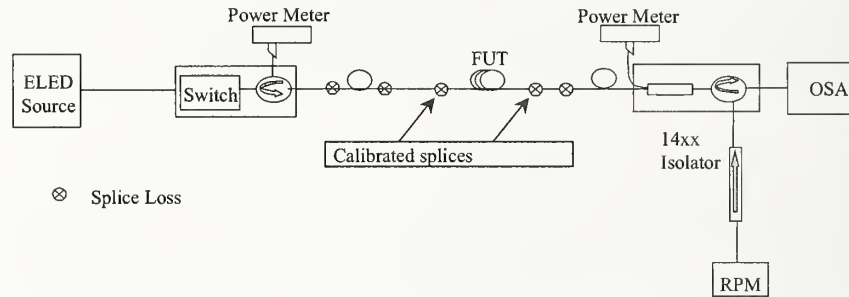 Power Meter
Power Meter
ELED
Source
Switch
FUT
OSA
Calibrated splices
14xx
Isolator
Splice Loss
RPM